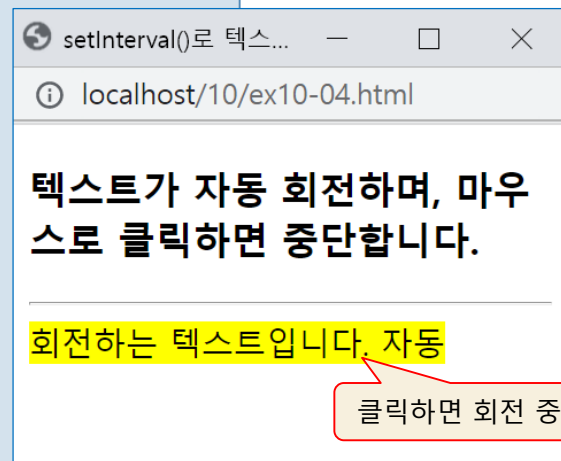 setInterval()로 텍스...
localhost/10/ex10-04.html
텍스트가 자동 회전하며, 마우
스로 클릭하면 중단합니다.
회전하는 텍스트입니다. 자동
클릭하면 회전 중